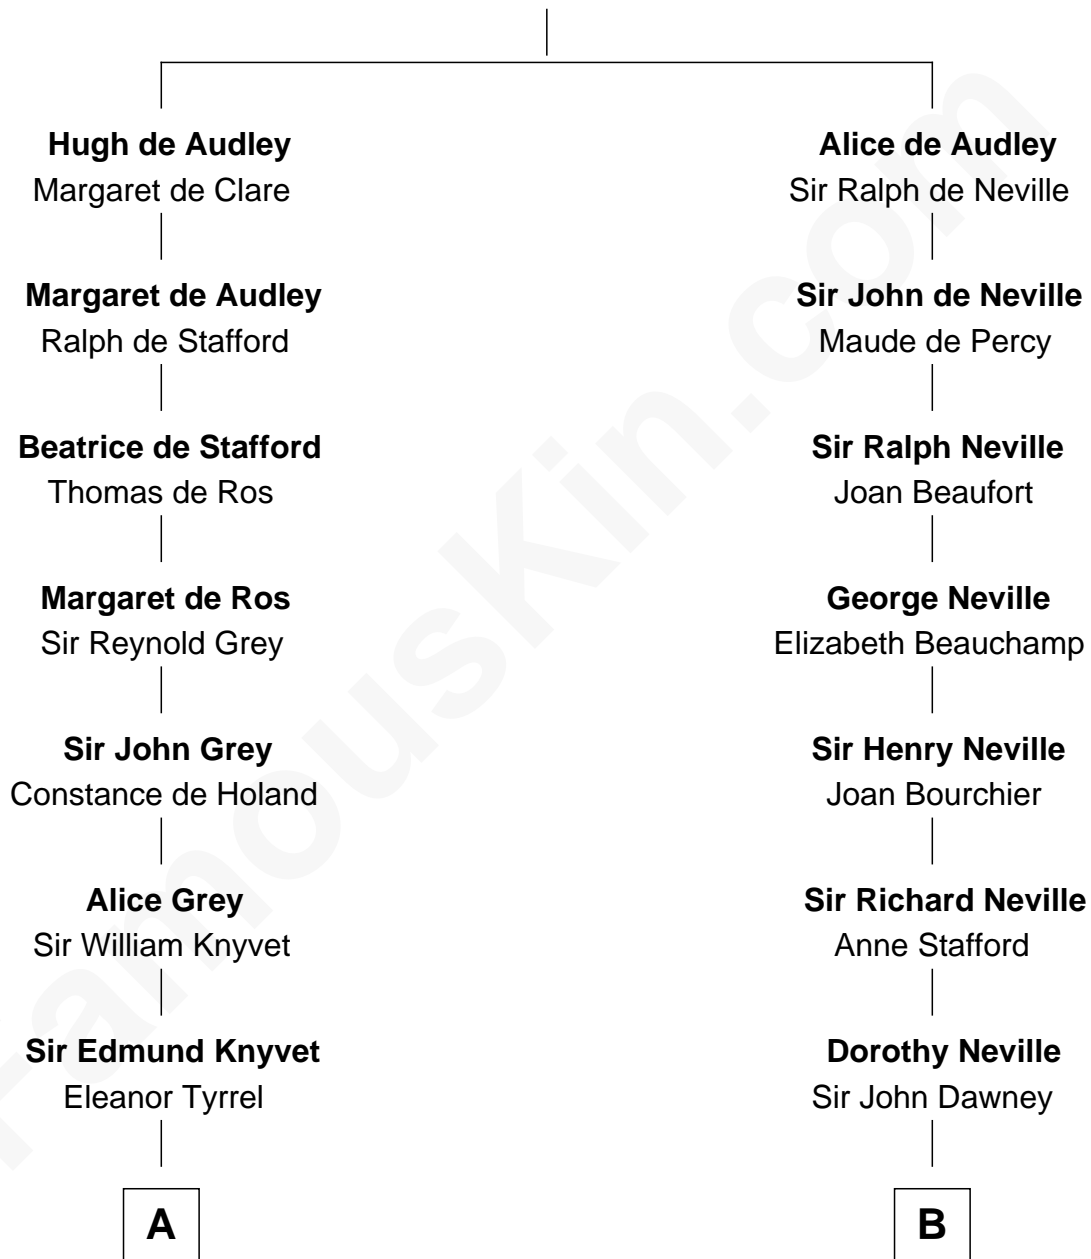 Hugh de Audley
Margaret de Clare
Margaret de Audley
Ralph de Stafford
Beatrice de Stafford
Thomas de Ros
Margaret de Ros
Sir Reynold Grey
Sir John Grey
Constance de Holand
Alice Grey
Sir William Knyvet
Sir Edmund Knyvet
Eleanor Tyrrel
A
Alice de Audley
Sir Ralph de Neville
Sir John de Neville
Maude de Percy
Sir Ralph Neville
Joan Beaufort
George Neville
Elizabeth Beauchamp
Sir Henry Neville
Joan Bourchier
Sir Richard Neville
Anne Stafford
Dorothy Neville
Sir John Dawney
B
FamousKin.com